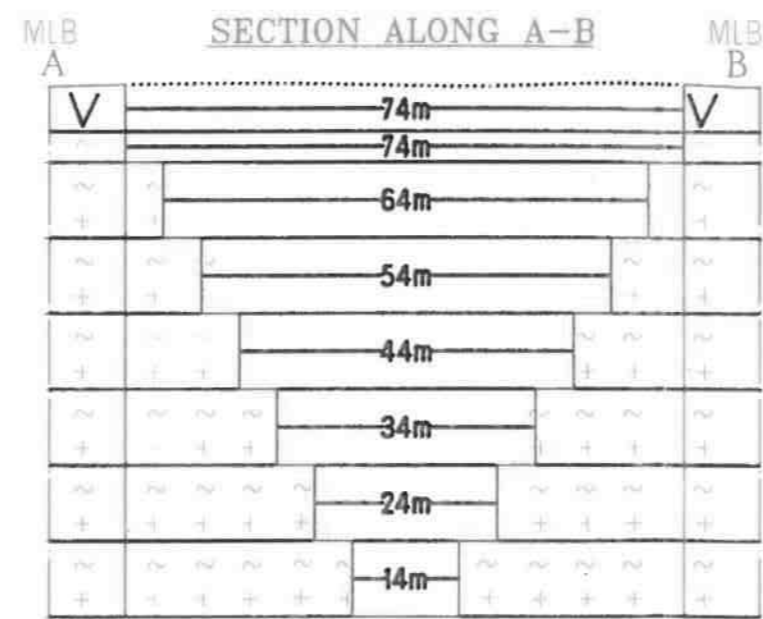 MLB SECTION ALONG A-B MLB
A B
V 74m V
74m
64m
54m
44m
34m
24m
14m